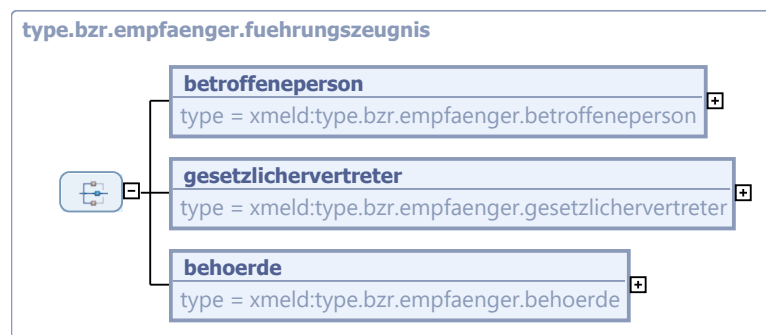 type.bzr.empfaenger.fuehrungszeugnis
betroffeneperson
type = xmeld:type.bzr.empfaenger.betroffeneperson
gesetzlichervertreter
type = xmeld:type.bzr.empfaenger.gesetzlichervertreter
behoerde
type = xmeld:type.bzr.empfaenger.behoerde